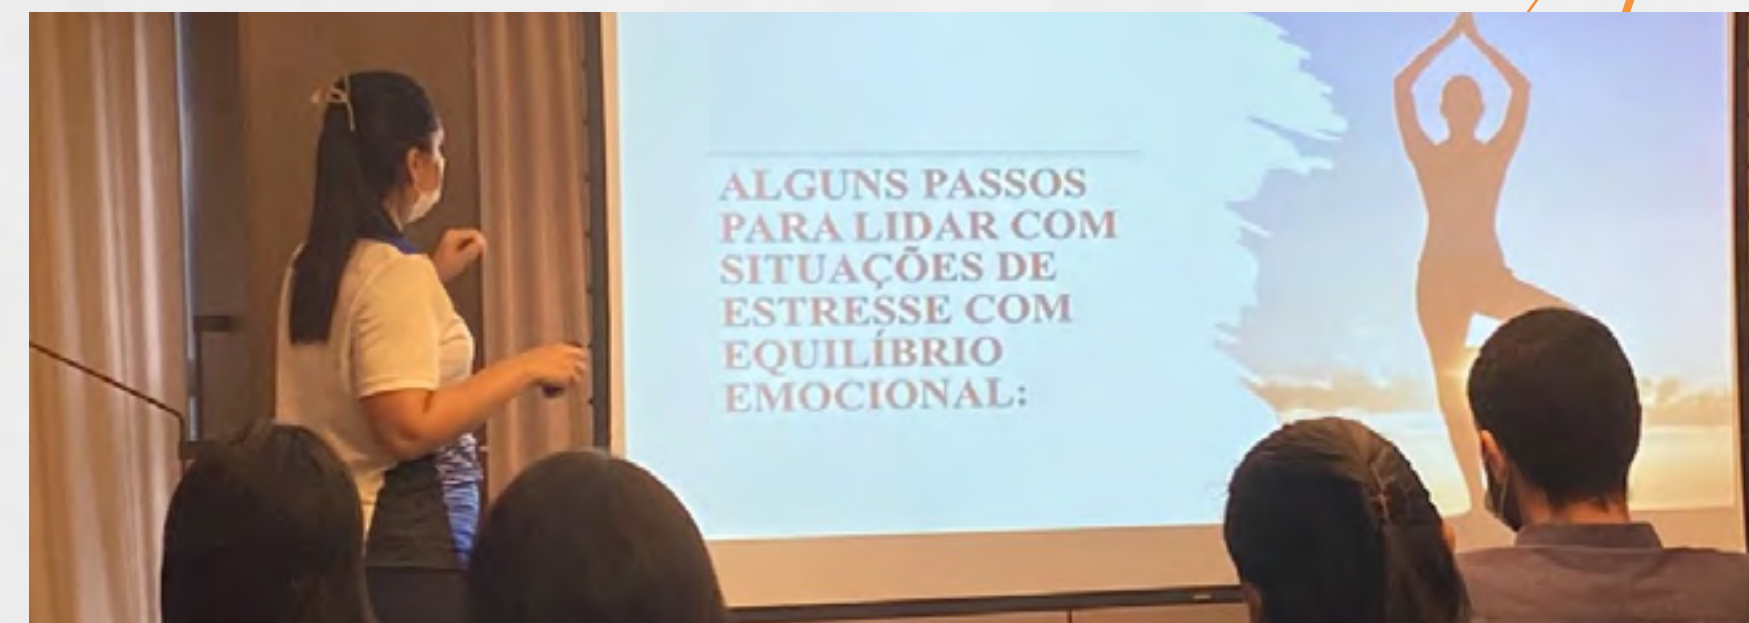 ALGUNS PASSOS
PARA LIDAR COM
SITUAÇÕES DE
ESTRESSE COM
EQUILÍBRIO
EMOCIONAL: